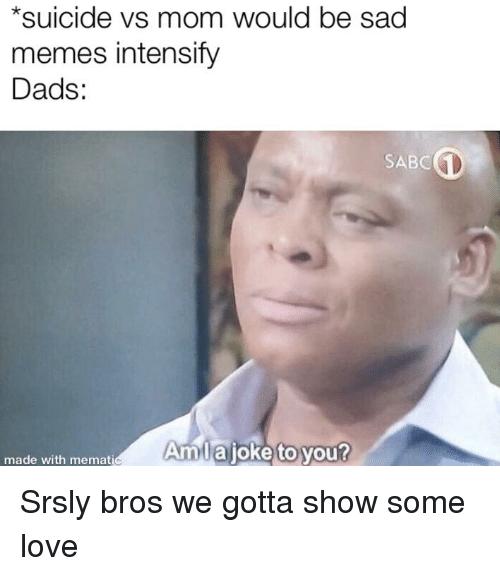 *suicide vs mom would be sad
memes intensify
Dads:
SABC 1
Am I a joke to you?
made with mematic
Srsly bros we gotta show some
love